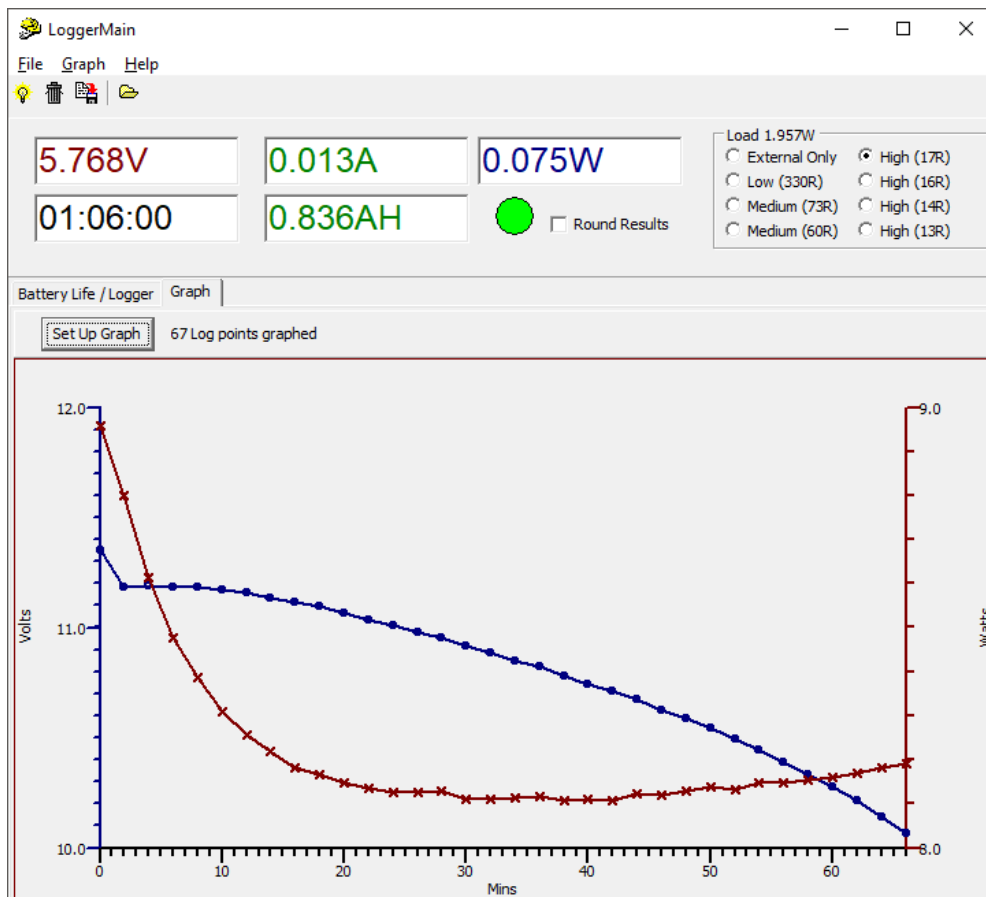 LoggerMain
File Graph Help
5.768V 0.013A 0.075W
01:06:00 0.836AH Round Results
Load 1.957W
External Only High (17R)
Low (330R) High (16R)
Medium (73R) High (14R)
Medium (60R) High (13R)
Battery Life / Logger Graph
Set Up Graph 67 Log points graphed
12.0 9.0
Volts 11.0 Watts
10.0 8.0
0 10 20 30 40 50 60
Mins